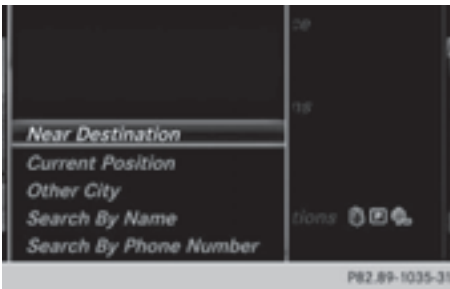 Near Destination
Current Position
Other City
Search By Name
Search By Phone Number
P82.89-1035-31